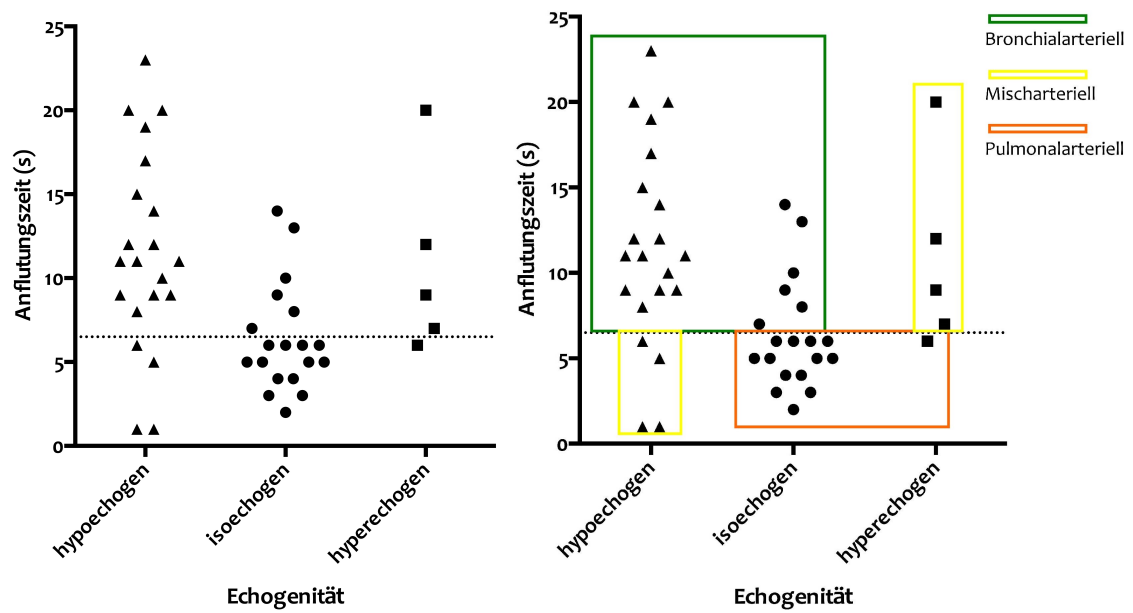 25
20
15
10
5
0
Anflutungszeit (s)
hypoechogen
isoechogen
hyperechogen
Echogenität
25
20
15
10
5
0
Anflutungszeit (s)
hypoechogen
isoechogen
hyperechogen
Echogenität
Bronchialarteriell
Mischarteriell
Pulmonalarteriell